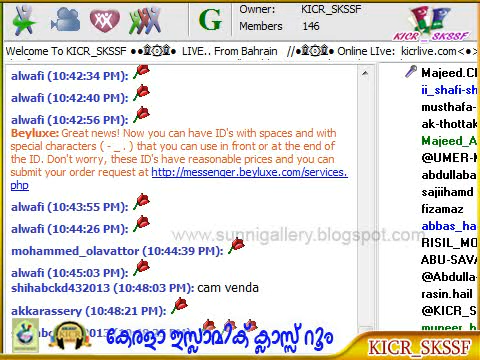 Owner: KICR_SKSSF
Members 146
KICR_SKSSF
Welcome To KICR_SKSSF LIVE.. From Bahrain //● Online LIve: kicrlive.com<●>
alwafi (10:42:34 PM):
alwafi (10:42:40 PM):
alwafi (10:42:56 PM):
Beyluxe: Great news! Now you can have ID's with spaces and with
special characters ( - _ . ) that you can use in front or at the end of
the ID. Don't worry, these ID's have reasonable prices and you can
submit your order request at http://messenger.beyluxe.com/services.
php
alwafi (10:43:55 PM):
alwafi (10:44:26 PM):
www.sunnigallery.blogspot.com
mohammed_olavattor (10:44:39 PM):
alwafi (10:45:03 PM):
shihabckd432013 (10:48:03 PM): cam venda
akkarassery (10:48:21 PM):
Majeed.Cl
ii_shafi-sh
musthafa-
ak-thottak
Majeed_A
@UMER-M
abdullaba
sajiihamd
fizamaz
abbas_ha
RISIL_MO
ABU-SAVA
@Abdulla-
rasin.hail
@KICR-SK
muneer_h
കേരളാ ഇസ്ലാമിക് ക്ലാസ്സ് റൂം
KICR_SKSSF